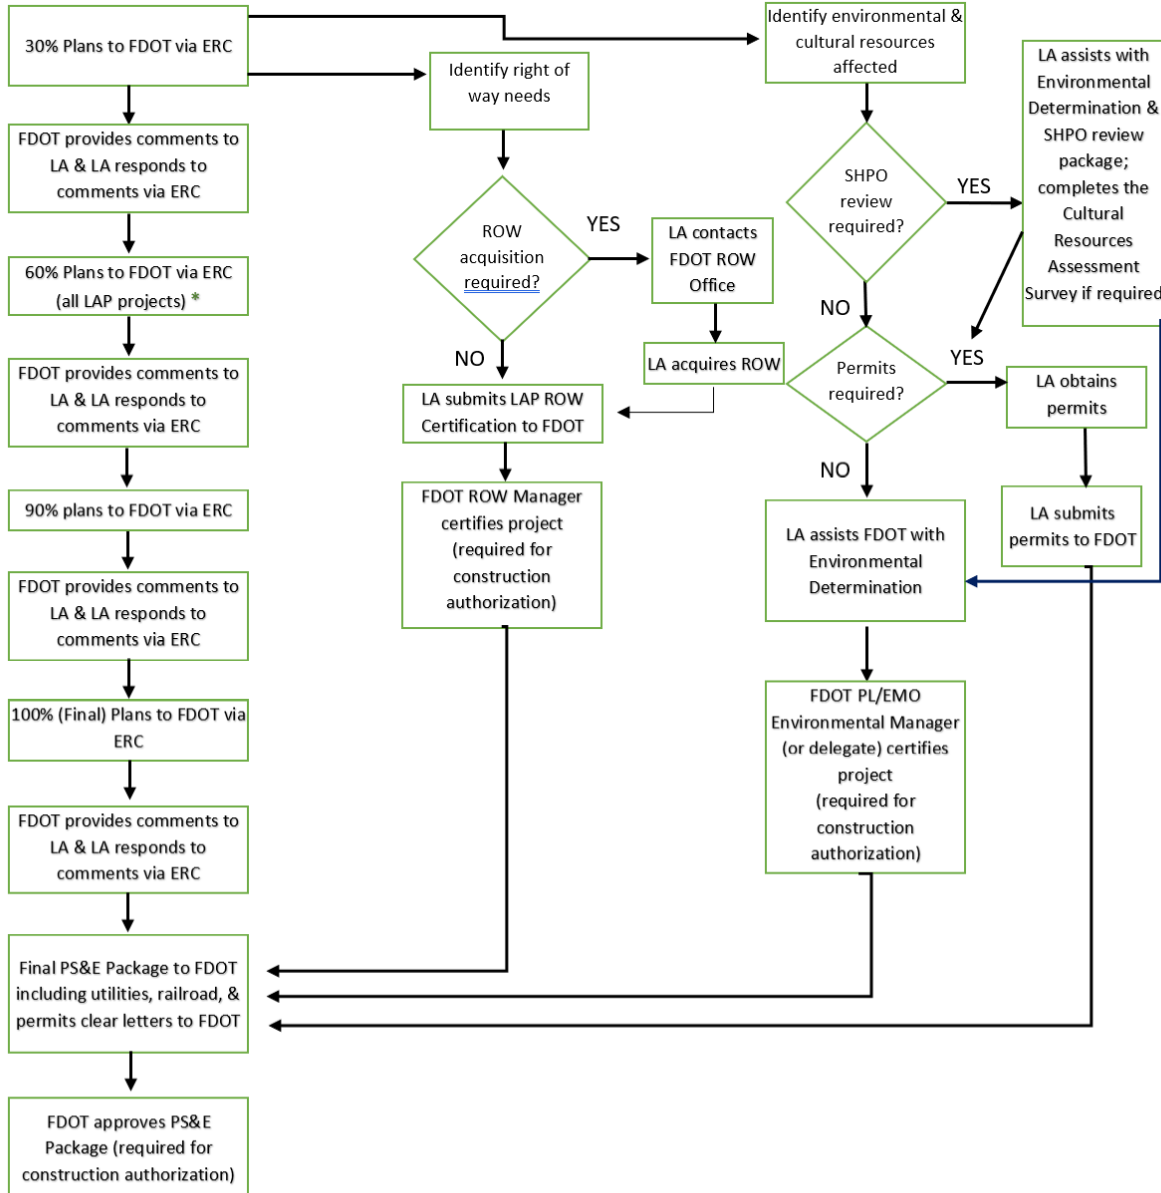 30% Plans to FDOT via ERC
FDOT provides comments to
LA & LA responds to
comments via ERC
60% Plans to FDOT via ERC
(all LAP projects) *
FDOT provides comments to
LA & LA responds to
comments via ERC
90% plans to FDOT via ERC
FDOT provides comments to
LA & LA responds to
comments via ERC
100% (Final) Plans to FDOT via
ERC
FDOT provides comments to
LA & LA responds to
comments via ERC
Final PS&E Package to FDOT
including utilities, railroad, &
permits clear letters to FDOT
FDOT approves PS&E
Package (required for
construction authorization)
Identify right of
way needs
ROW
acquisition
required?
YES
LA contacts
FDOT ROW
Office
LA acquires ROW
NO
LA submits LAP ROW
Certification to FDOT
FDOT ROW Manager
certifies project
(required for
construction
authorization)
Identify environmental &
cultural resources
affected
SHPO
review
required?
YES
LA assists with
Environmental
Determination &
SHPO review
package;
completes the
Cultural
Resources
Assessment
Survey if required
NO
Permits
required?
YES
LA obtains
permits
LA submits
permits to FDOT
NO
LA assists FDOT with
Environmental
Determination
FDOT PL/EMO
Environmental Manager
(or delegate) certifies
project
(required for
construction
authorization)